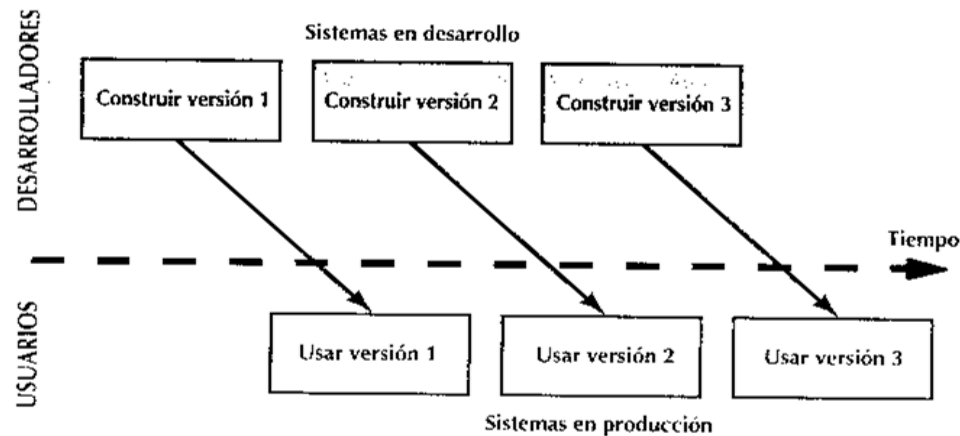 DESARROLLADORES
Sistemas en desarrollo
Construir versión 1
Construir versión 2
Construir versión 3
Tiempo
USUARIOS
Usar versión 1
Usar versión 2
Usar versión 3
Sistemas en producción